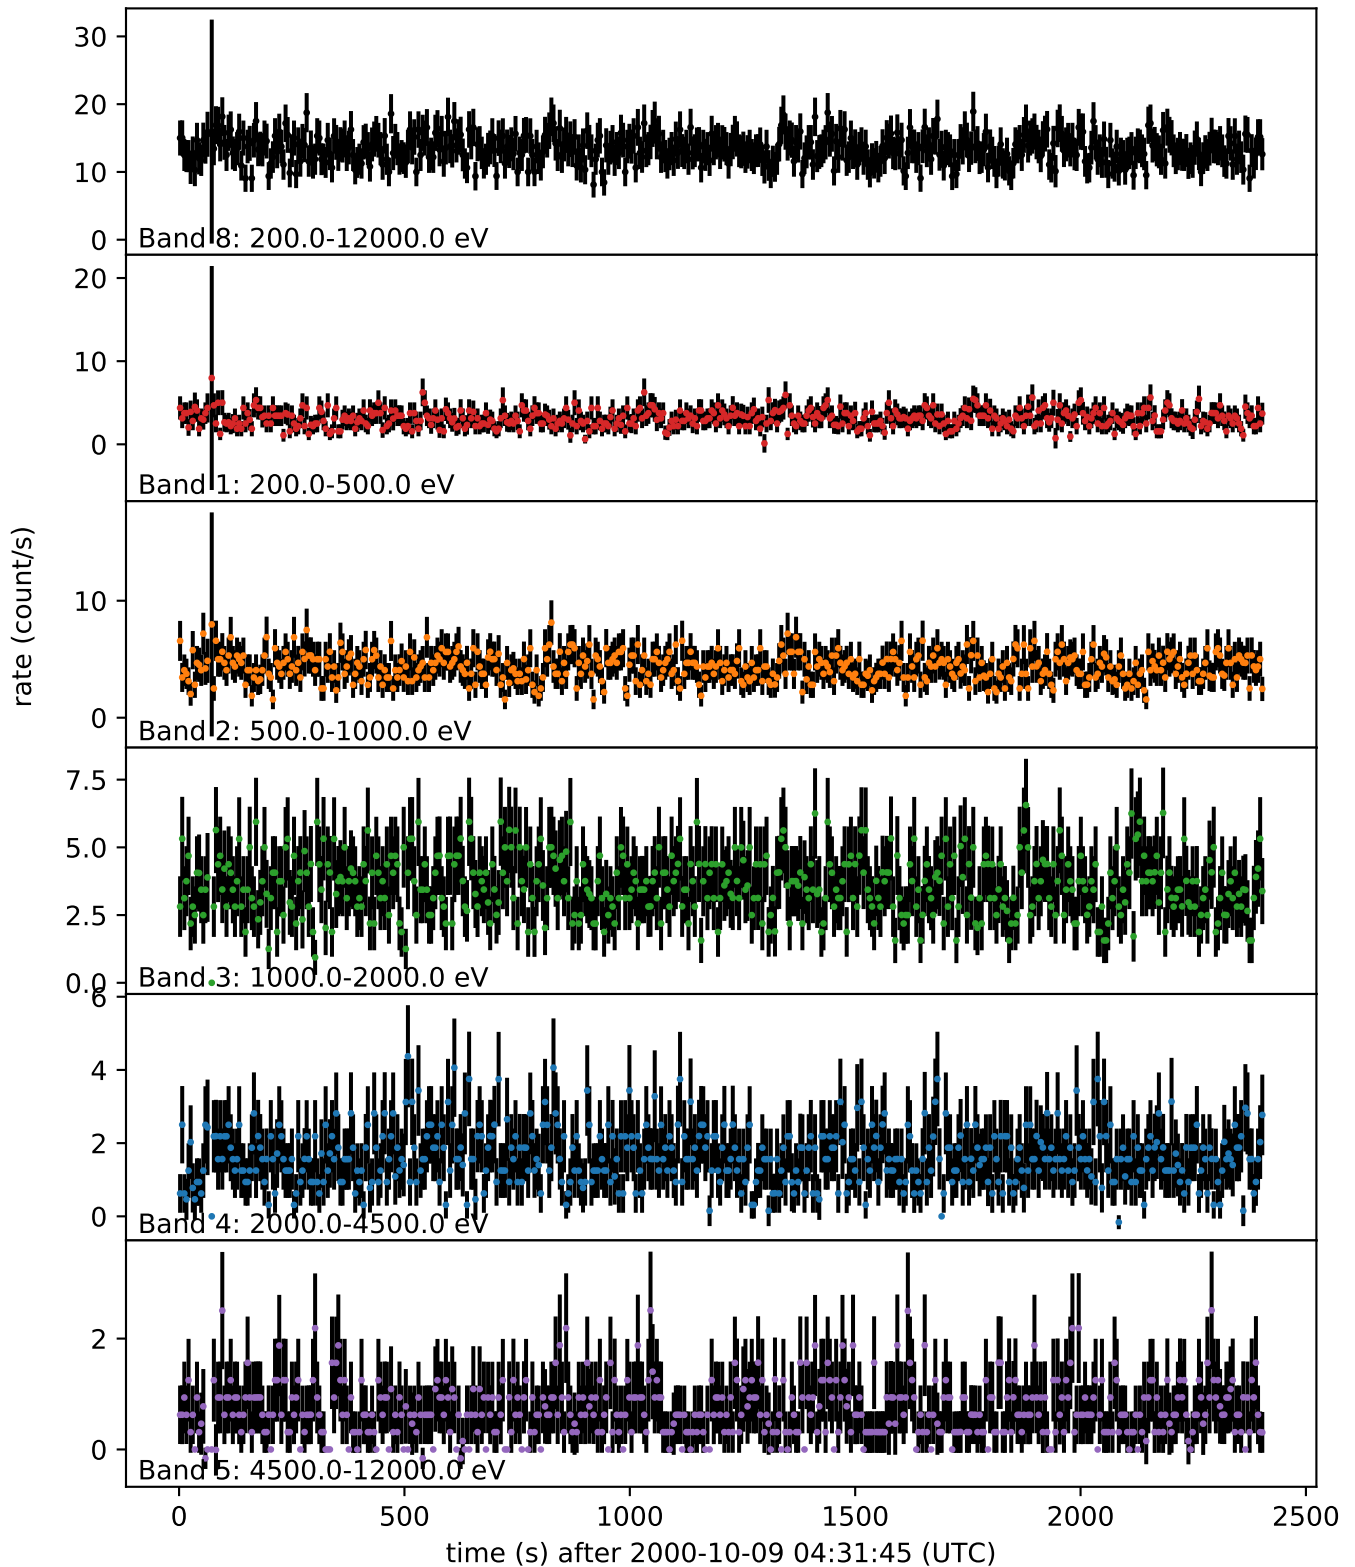 30
20
10
0
Band 8: 200.0-12000.0 eV
20
10
0
Band 1: 200.0-500.0 eV
rate (count/s)
10
0
Band 2: 500.0-1000.0 eV
7.5
5.0
2.5
0.0
Band 3: 1000.0-2000.0 eV
6
4
2
0
Band 4: 2000.0-4500.0 eV
2
0
Band 5: 4500.0-12000.0 eV
0 500 1000 1500 2000 2500
time (s) after 2000-10-09 04:31:45 (UTC)